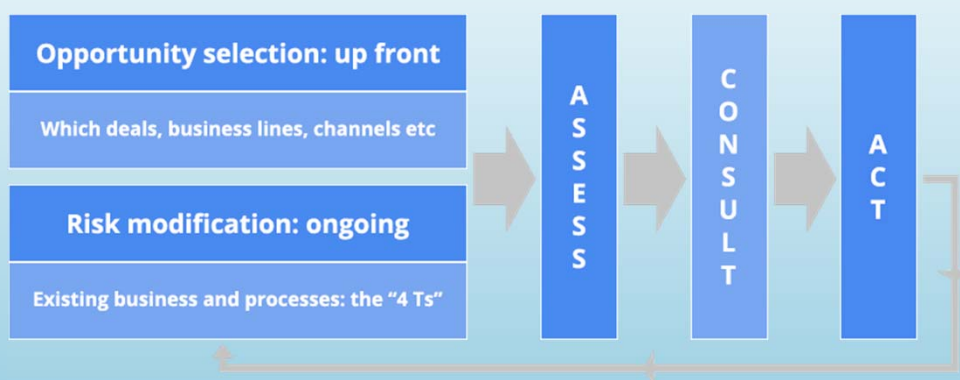 Opportunity selection: up front
Which deals, business lines, channels etc
Risk modification: ongoing
Existing business and processes: the “4 Ts”
ASSESS
CONSULT
ACT